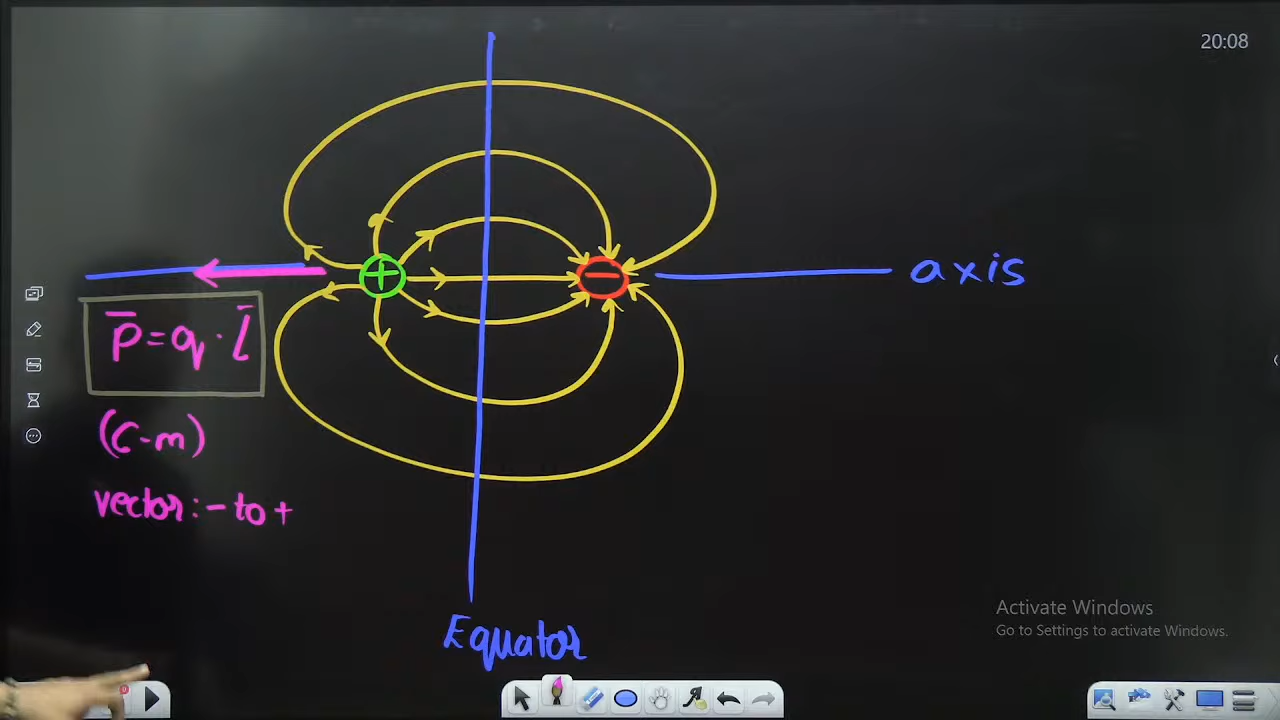 20:08
+
−
axis
p̅ = q · l̅
(C-m)
vector: - to +
Equator
Activate Windows
Go to Settings to activate Windows.